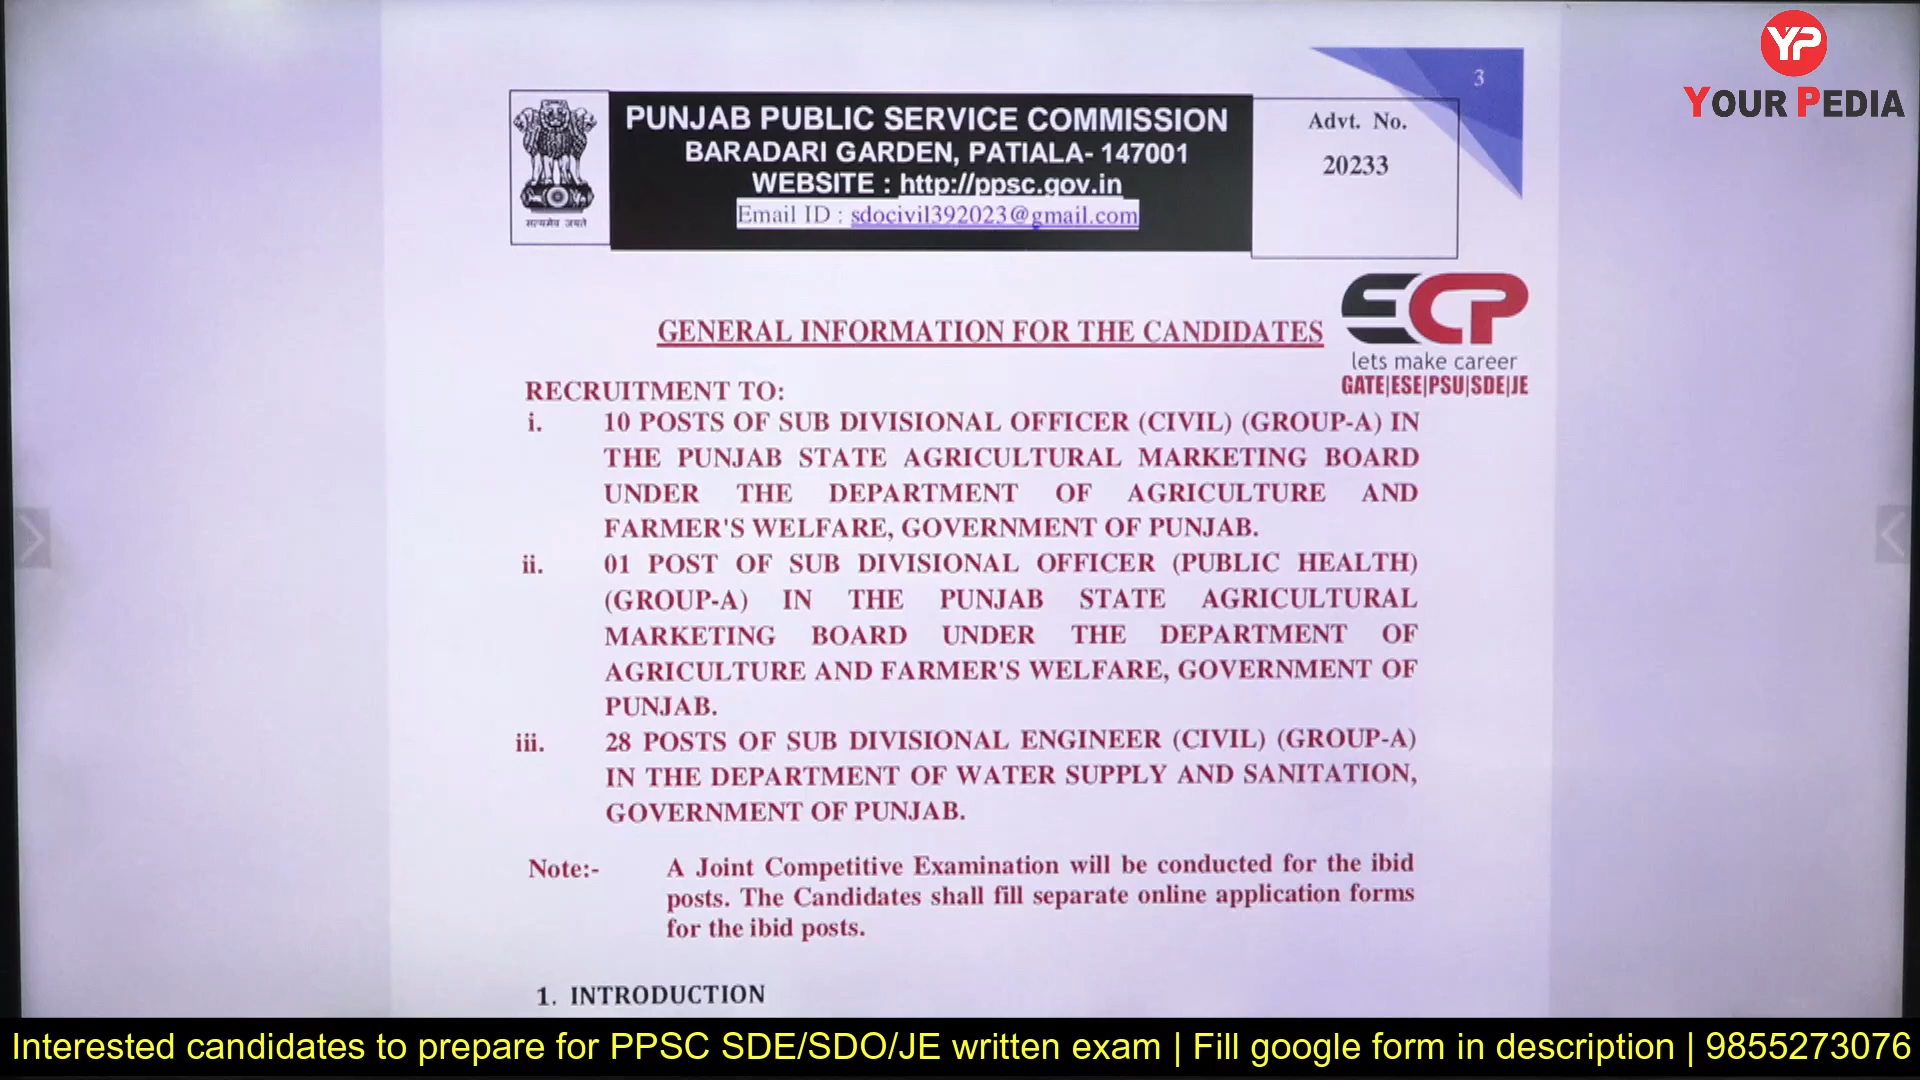 YP
YOUR PEDIA
3
PUNJAB PUBLIC SERVICE COMMISSION
BARADARI GARDEN, PATIALA- 147001
WEBSITE : http://ppsc.gov.in
Email ID : sdocivil392023@gmail.com
सत्यमेव जयते
Advt. No.
20233
ECP
lets make career
GATE|ESE|PSU|SDE|JE
GENERAL INFORMATION FOR THE CANDIDATES
RECRUITMENT TO:
i. 10 POSTS OF SUB DIVISIONAL OFFICER (CIVIL) (GROUP-A) IN
THE PUNJAB STATE AGRICULTURAL MARKETING BOARD
UNDER THE DEPARTMENT OF AGRICULTURE AND
FARMER'S WELFARE, GOVERNMENT OF PUNJAB.
ii. 01 POST OF SUB DIVISIONAL OFFICER (PUBLIC HEALTH)
(GROUP-A) IN THE PUNJAB STATE AGRICULTURAL
MARKETING BOARD UNDER THE DEPARTMENT OF
AGRICULTURE AND FARMER'S WELFARE, GOVERNMENT OF
PUNJAB.
iii. 28 POSTS OF SUB DIVISIONAL ENGINEER (CIVIL) (GROUP-A)
IN THE DEPARTMENT OF WATER SUPPLY AND SANITATION,
GOVERNMENT OF PUNJAB.
Note:- A Joint Competitive Examination will be conducted for the ibid
posts. The Candidates shall fill separate online application forms
for the ibid posts.
1. INTRODUCTION
Interested candidates to prepare for PPSC SDE/SDO/JE written exam | Fill google form in description | 9855273076